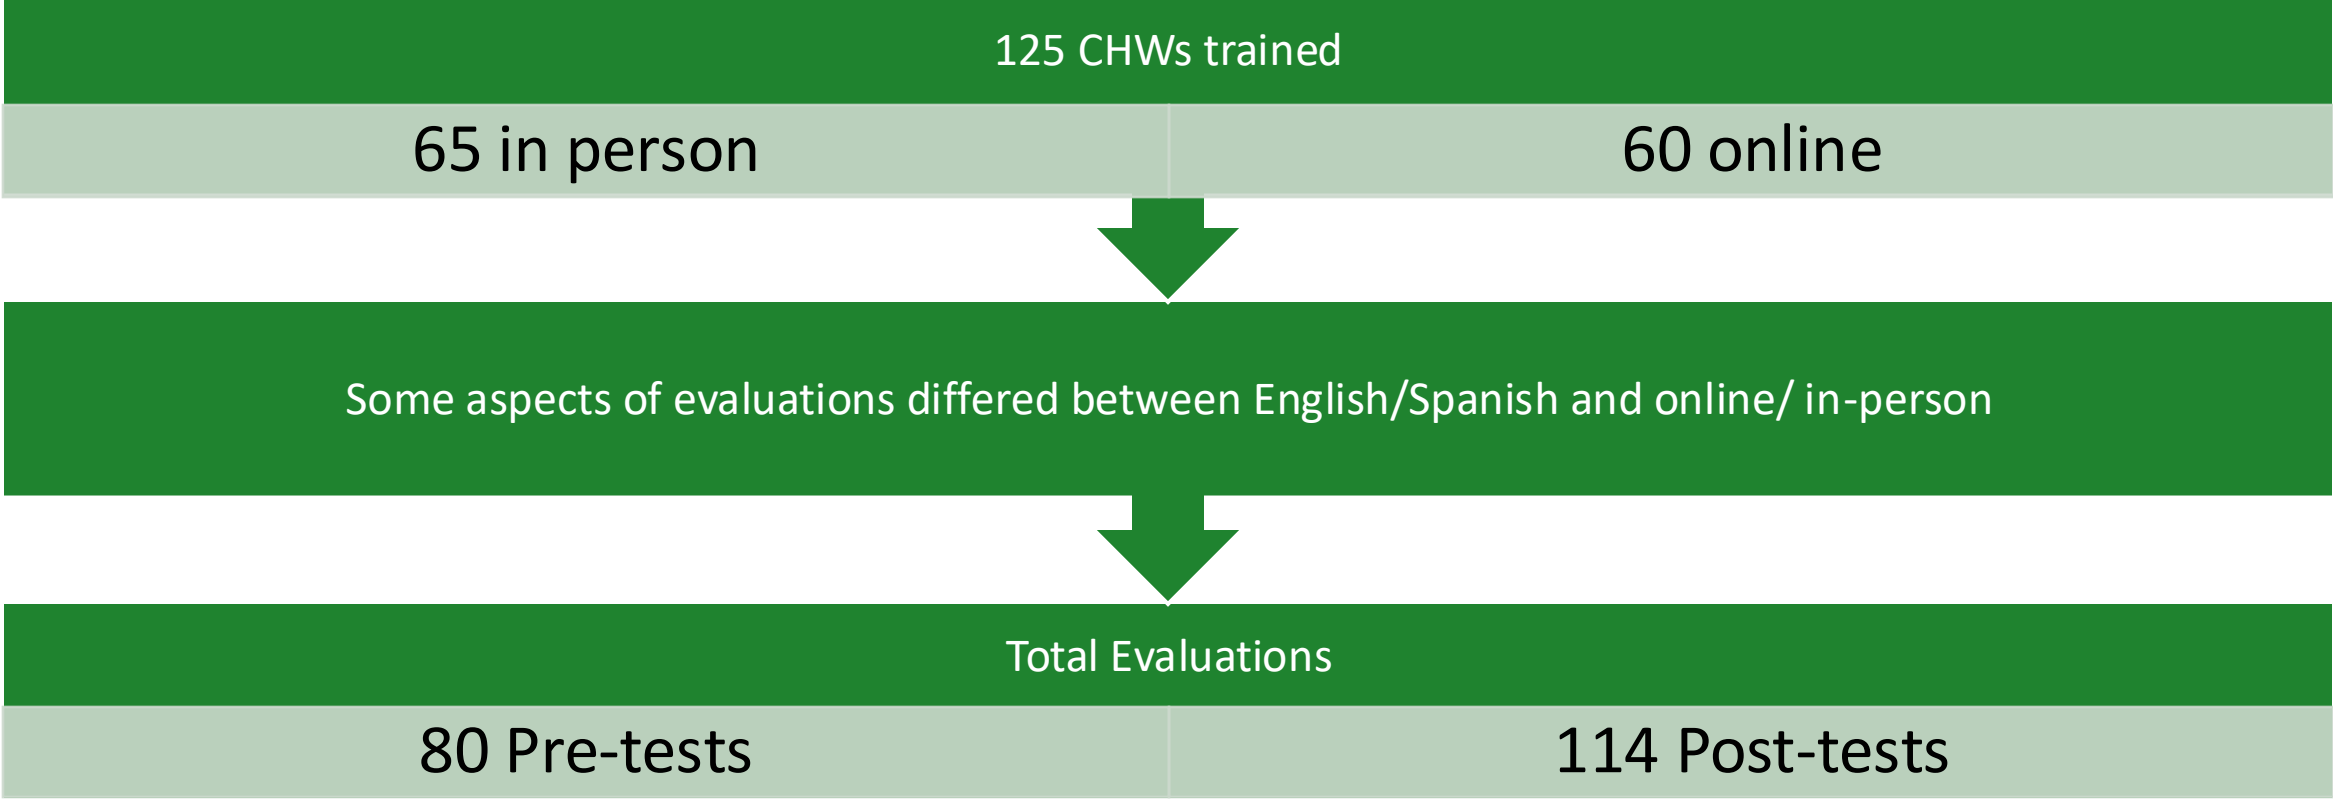 125 CHWs trained
65 in person
60 online
Some aspects of evaluations differed between English/Spanish and online/ in-person
Total Evaluations
80 Pre-tests
114 Post-tests